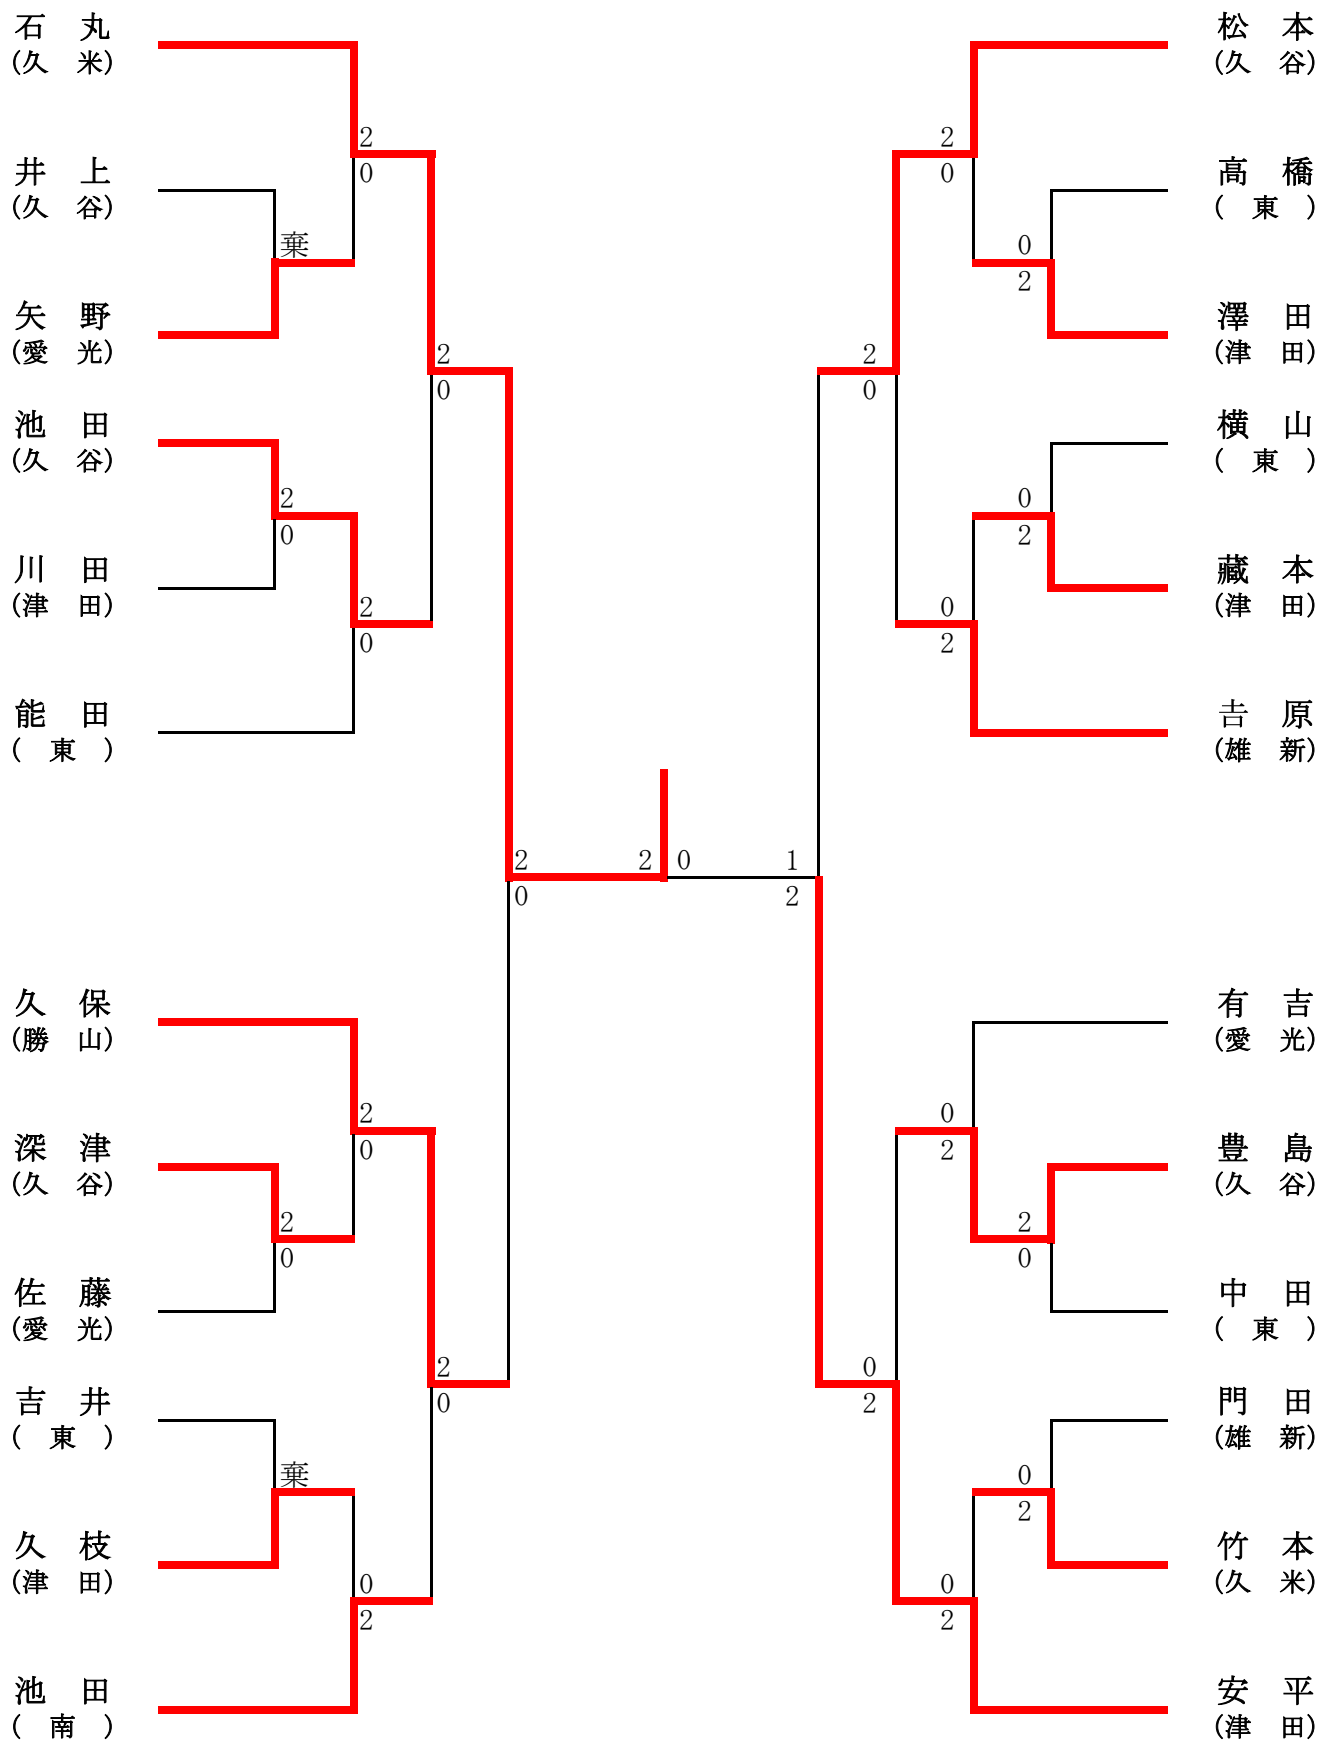 石　丸
(久　米)
2
0
井　上
(久　谷)
棄
矢　野
(愛　光)
2
0
池　田
(久　谷)
2
0
川　田
(津　田)
2
0
能　田
(　東　)
2
0
久　保
(勝　山)
2
0
深　津
(久　谷)
2
0
佐　藤
(愛　光)
2
0
吉　井
(　東　)
棄
久　枝
(津　田)
0
2
池　田
(　南　)
2
0
松　本
(久　谷)
2
0
高　橋
(　東　)
0
2
澤　田
(津　田)
2
0
横　山
(　東　)
0
2
藏　本
(津　田)
0
2
𠮷　原
(雄　新)
1
2
有　吉
(愛　光)
0
2
豊　島
(久　谷)
2
0
中　田
(　東　)
0
2
門　田
(雄　新)
0
2
竹　本
(久　米)
0
2
安　平
(津　田)